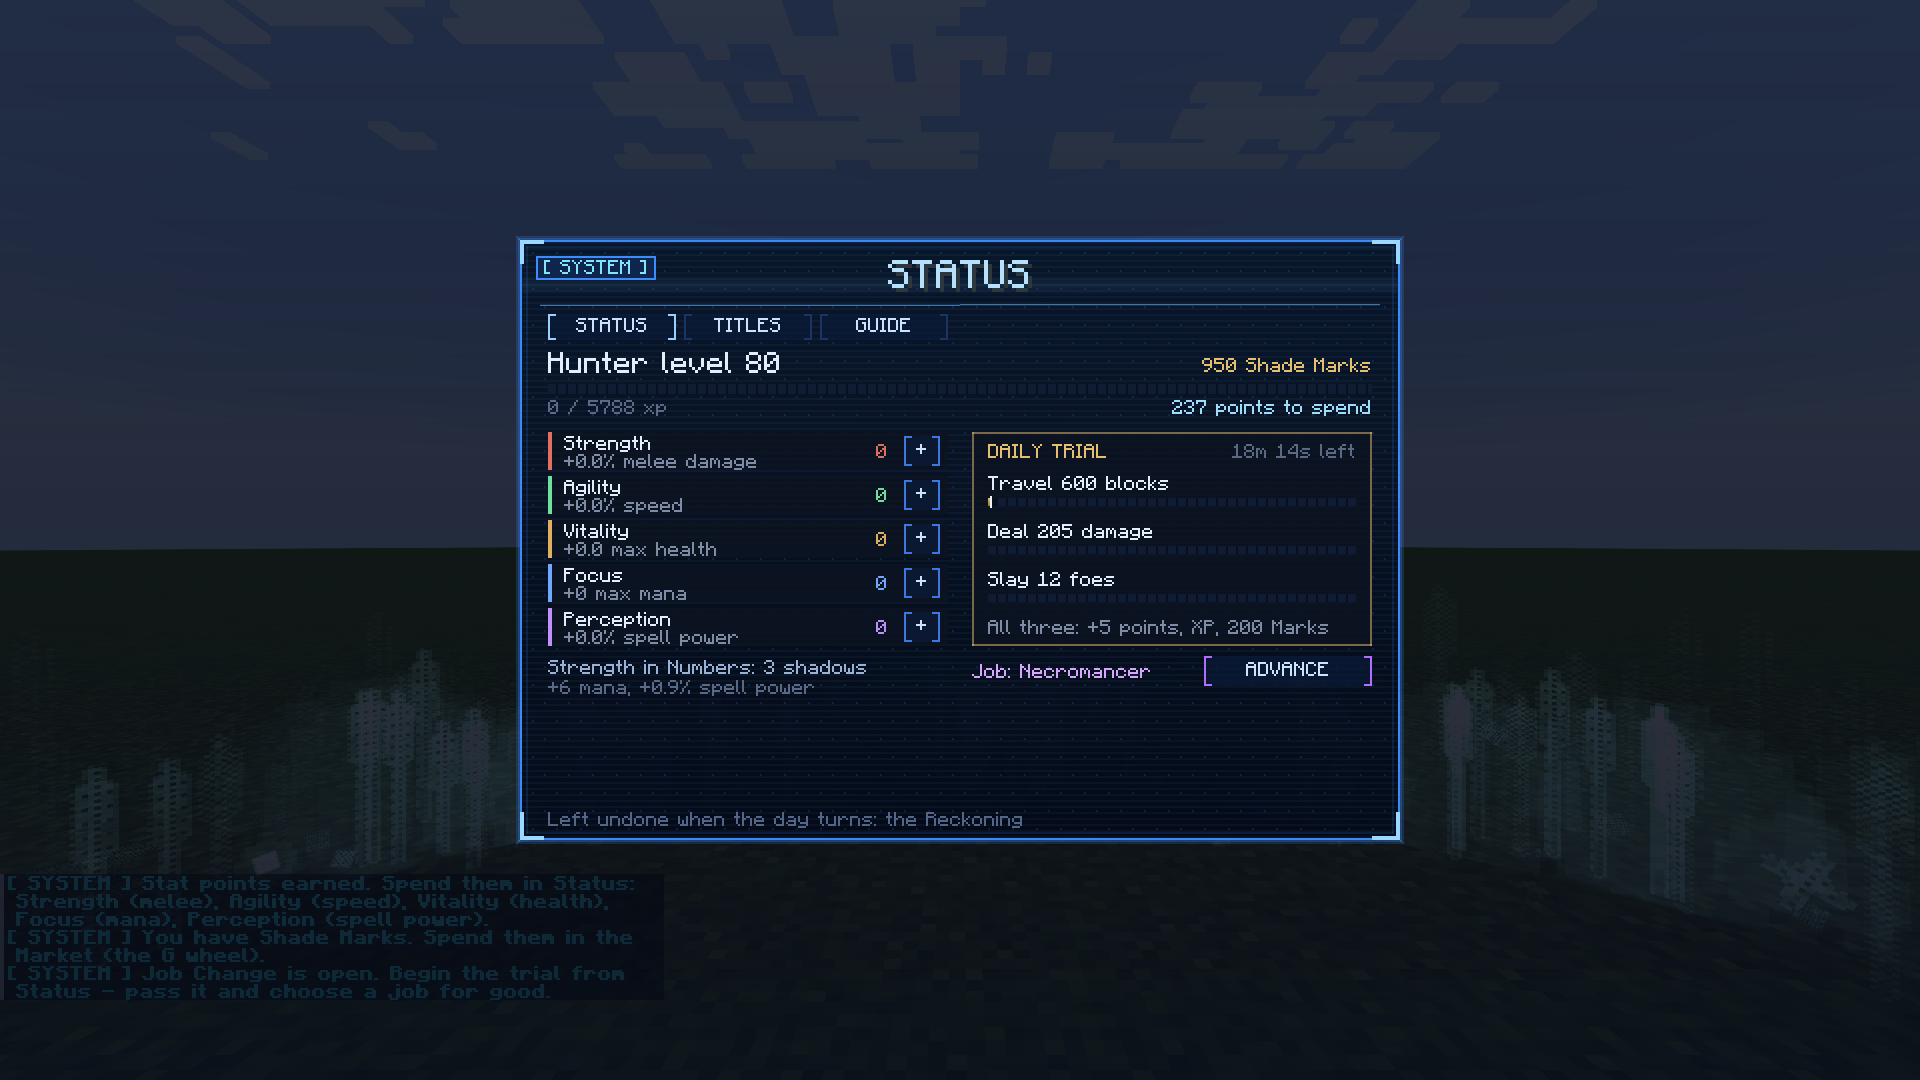 [ SYSTEM ]
STATUS
[ STATUS ] [ TITLES ] [ GUIDE ]
Hunter level 80
950 Shade Marks
0 / 5788 xp
237 points to spend
Strength
+0.0% melee damage
0 [+]
Agility
+0.0% speed
0 [+]
Vitality
+0.0 max health
0 [+]
Focus
+0 max mana
0 [+]
Perception
+0.0% spell power
0 [+]
DAILY TRIAL
18m 14s left
Travel 600 blocks
Deal 205 damage
Slay 12 foes
All three: +5 points, XP, 200 Marks
Strength in Numbers: 3 shadows
+6 mana, +0.9% spell power
Job: Necromancer
[ ADVANCE ]
Left undone when the day turns: the Reckoning
[ SYSTEM ] Stat points earned. Spend them in Status:
Strength (melee), Agility (speed), Vitality (health),
Focus (mana), Perception (spell power).
[ SYSTEM ] You have Shade Marks. Spend them in the
Market (the G wheel).
[ SYSTEM ] Job Change is open. Begin the trial from
Status - pass it and choose a job for good.